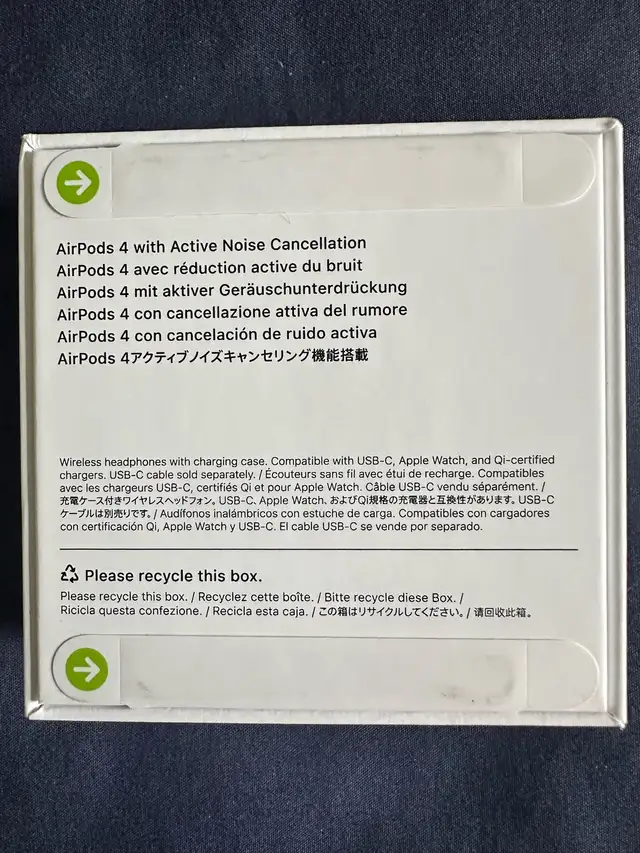 AirPods 4 with Active Noise Cancellation
AirPods 4 avec réduction active du bruit
AirPods 4 mit aktiver Geräuschunterdrückung
AirPods 4 con cancellazione attiva del rumore
AirPods 4 con cancelación de ruido activa
AirPods 4アクティブノイズキャンセリング機能搭載
Wireless headphones with charging case. Compatible with USB-C, Apple Watch, and Qi-certified
chargers. USB-C cable sold separately. / Écouteurs sans fil avec étui de recharge. Compatibles
avec les chargeurs USB-C, certifiés Qi et pour Apple Watch. Câble USB-C vendu séparément. /
充電ケース付きワイヤレスヘッドフォン。USB-C、Apple Watch、およびQi規格の充電器と互換性があります。USB-C
ケーブルは別売りです。/ Audífonos inalámbricos con estuche de carga. Compatibles con cargadores
con certificación Qi, Apple Watch y USB-C. El cable USB-C se vende por separado.
Please recycle this box.
Please recycle this box. / Recyclez cette boîte. / Bitte recycle diese Box. /
Ricicla questa confezione. / Recicla esta caja. / この箱はリサイクルしてください。/ 请回收此箱。